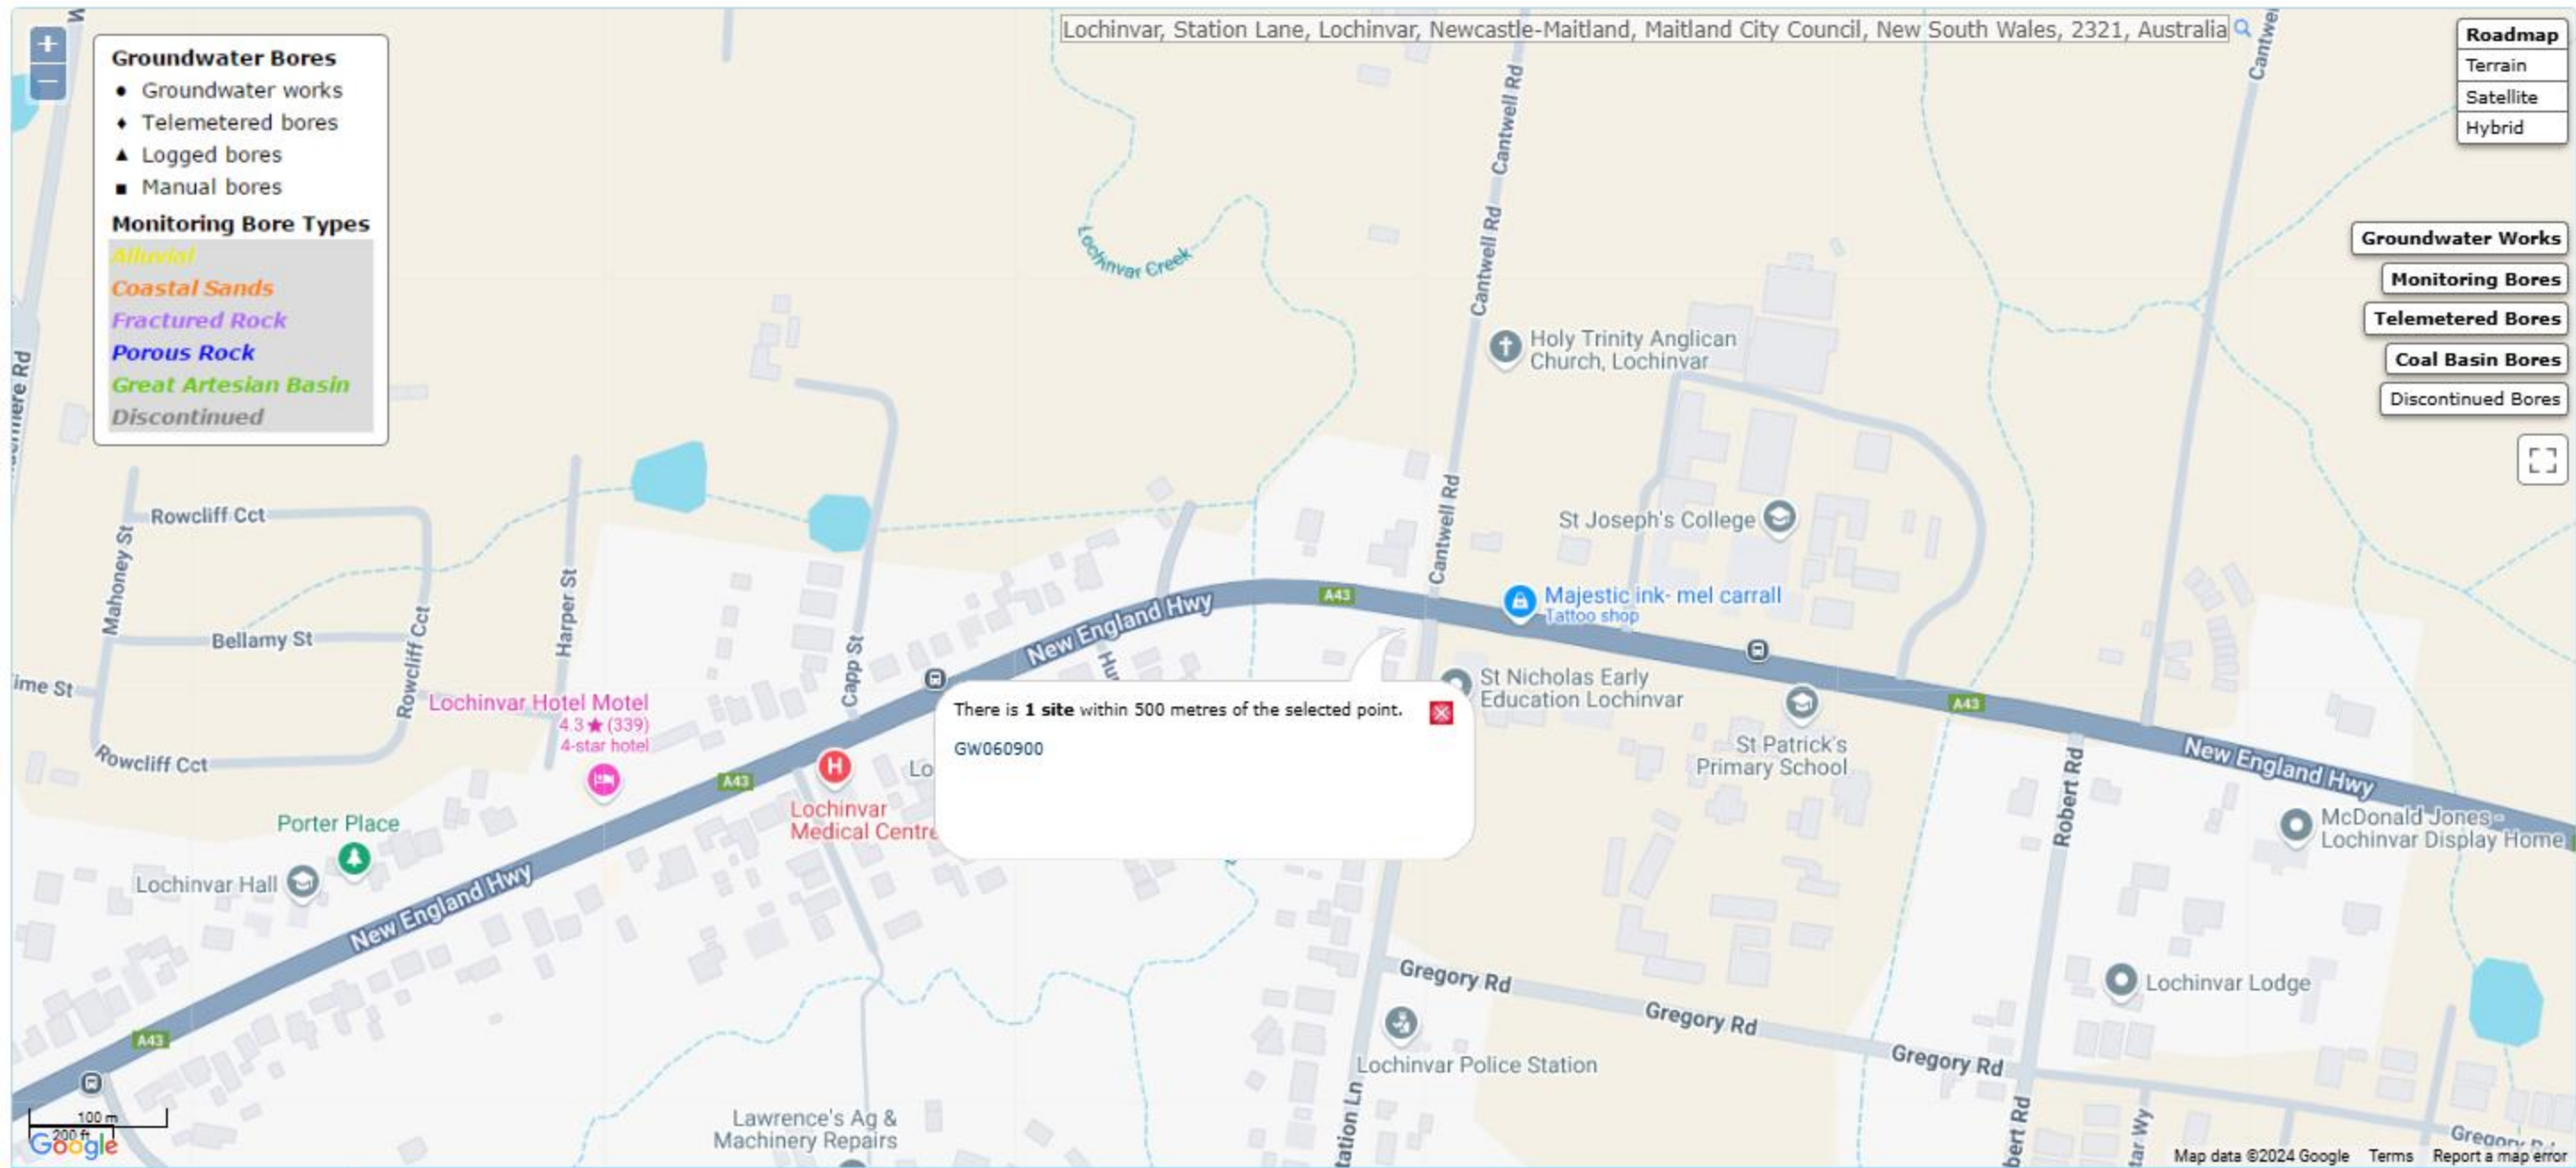 Lochinvar, Station Lane, Lochinvar, Newcastle-Maitland, Maitland City Council, New South Wales, 2321, Australia
+
−
Groundwater Bores
Groundwater works
Telemetered bores
Logged bores
Manual bores
Monitoring Bore Types
Alluvial
Coastal Sands
Fractured Rock
Porous Rock
Great Artesian Basin
Discontinued
Roadmap
Terrain
Satellite
Hybrid
Groundwater Works
Monitoring Bores
Telemetered Bores
Coal Basin Bores
Discontinued Bores
Cantwell Rd
Cantwell Rd
Cantwell Rd
Cantwell Rd
Lochinvar Creek
Holy Trinity Anglican
Church, Lochinvar
St Joseph's College
Majestic ink- mel carrall
Tattoo shop
Rowcliff Cct
Mahoney St
Bellamy St
Rowcliff Cct
Harper St
Capp St
Rowcliff Cct
New England Hwy
A43
Lochinvar Hotel Motel
4.3★(339)
4-star hotel
H
Lochinvar
Medical Centre
A43
There is 1 site within 500 metres of the selected point.
GW060900
St Nicholas Early
Education Lochinvar
St Patrick's
Primary School
A43
New England Hwy
Robert Rd
McDonald Jones -
Lochinvar Display Home
Porter Place
Lochinvar Hall
New England Hwy
A43
Gregory Rd
Gregory Rd
Gregory Rd
Lochinvar Lodge
Lochinvar Police Station
Lawrence's Ag &
Machinery Repairs
100 m
200 ft
Google
Map data ©2024 Google
Terms
Report a map error